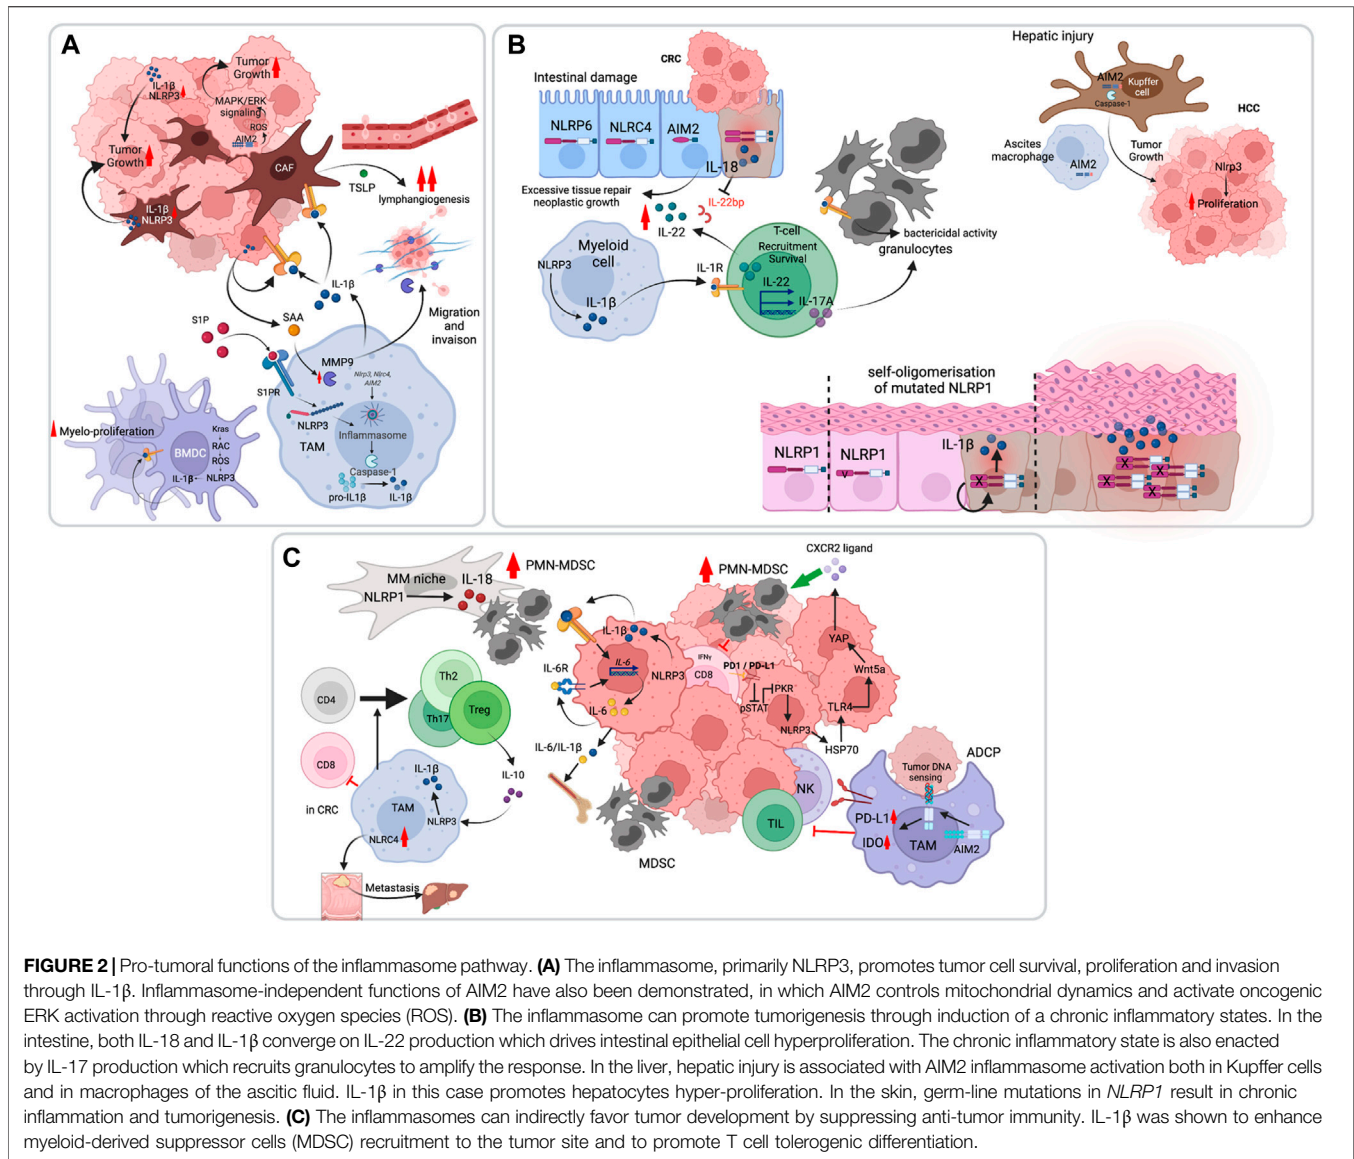 A
Tumor
Growth
IL-1β
NLRP3
MAPK/ERK
signaling
ROS
AIM2
Tumor
Growth
CAF
TSLP
lymphangiogenesis
IL-1β
NLRP3
IL-1β
S1P
SAA
Migration
and
invaison
MMP9
Nlrp3, Nlrc4,
AIM2
S1PR
NLRP3
TAM
Inflammasome
Caspase-1
pro-IL1β
IL-1β
Myelo-proliferation
BMDC
Kras
RAC
ROS
NLRP3
IL-1β
B
CRC
Intestinal damage
NLRP6
NLRC4
AIM2
IL-18
Excessive tissue repair
neoplastic growth
IL-22bp
IL-22
Myeloid
cell
NLRP3
IL-1β
IL-1R
T-cell
Recruitment
Survival
IL-22
IL-17A
bactericidal activity
granulocytes
Hepatic injury
AIM2
Caspase-1
Kupffer
cell
HCC
Ascites
macrophage
AIM2
Tumor
Growth
Nlrp3
Proliferation
self-oligomerisation
of mutated NLRP1
NLRP1
NLRP1
V
IL-1β
X
X
X
X
X
C
MM niche
NLRP1
IL-18
PMN-MDSC
PMN-MDSC
CXCR2 ligand
IL-1β
IL-6
NLRP3
IL-6R
IL-6
IL-6/IL-1β
IFNγ
CD8
PD1 / PD-L1
pSTAT
PKR
NLRP3
HSP70
YAP
Wnt5a
TLR4
CD4
Th2
Th17
Treg
CD8
in CRC
IL-1β
TAM
NLRP3
NLRC4
IL-10
Metastasis
MDSC
NK
TIL
Tumor DNA
sensing
ADCP
PD-L1
IDO
TAM
AIM2
FIGURE 2 | Pro-tumoral functions of the inflammasome pathway. (A) The inflammasome, primarily NLRP3, promotes tumor cell survival, proliferation and invasion
through IL-1β. Inflammasome-independent functions of AIM2 have also been demonstrated, in which AIM2 controls mitochondrial dynamics and activate oncogenic
ERK activation through reactive oxygen species (ROS). (B) The inflammasome can promote tumorigenesis through induction of a chronic inflammatory states. In the
intestine, both IL-18 and IL-1β converge on IL-22 production which drives intestinal epithelial cell hyperproliferation. The chronic inflammatory state is also enacted
by IL-17 production which recruits granulocytes to amplify the response. In the liver, hepatic injury is associated with AIM2 inflammasome activation both in Kupffer cells
and in macrophages of the ascitic fluid. IL-1β in this case promotes hepatocytes hyper-proliferation. In the skin, germ-line mutations in NLRP1 result in chronic
inflammation and tumorigenesis. (C) The inflammasomes can indirectly favor tumor development by suppressing anti-tumor immunity. IL-1β was shown to enhance
myeloid-derived suppressor cells (MDSC) recruitment to the tumor site and to promote T cell tolerogenic differentiation.